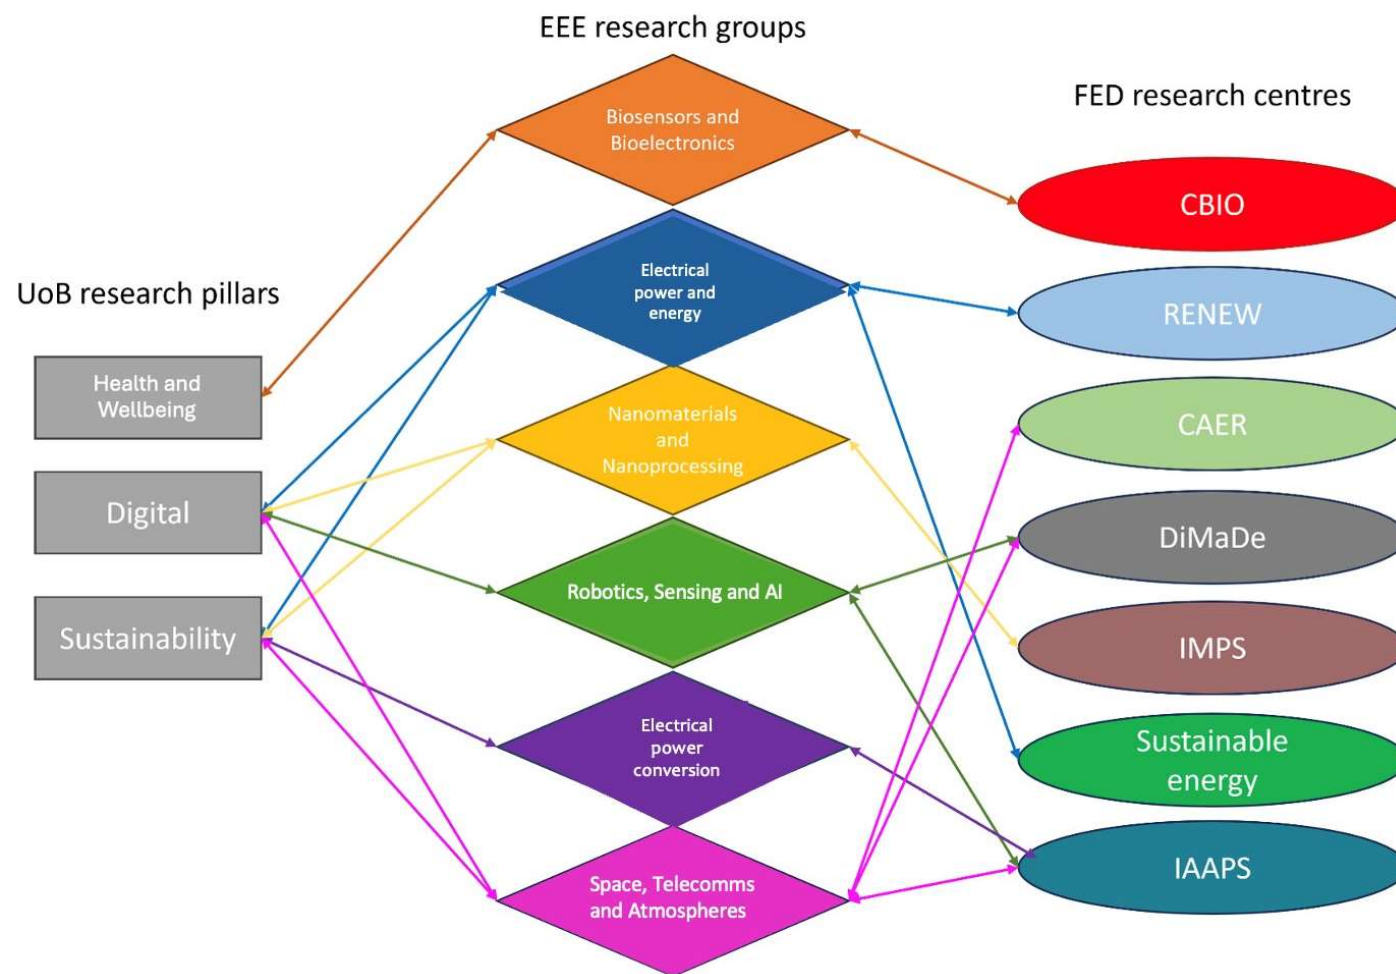 EEE research groups
FED research centres
UoB research pillars
Biosensors and
Bioelectronics
Electrical
power and
energy
Nanomaterials
and
Nanoprocessing
Robotics, Sensing and AI
Electrical
power
conversion
Space, Telecomms
and Atmospheres
Health and
Wellbeing
Digital
Sustainability
CBIO
RENEW
CAER
DiMaDe
IMPS
Sustainable
energy
IAAPS